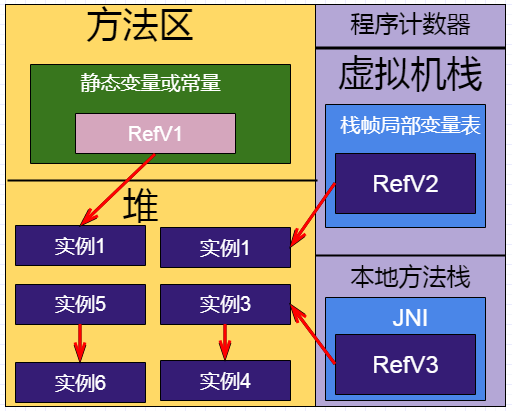 方法区
静态变量或常量
RefV1
堆
实例1
实例1
实例5
实例3
实例6
实例4
程序计数器
虚拟机栈
栈帧局部变量表
RefV2
本地方法栈
JNI
RefV3